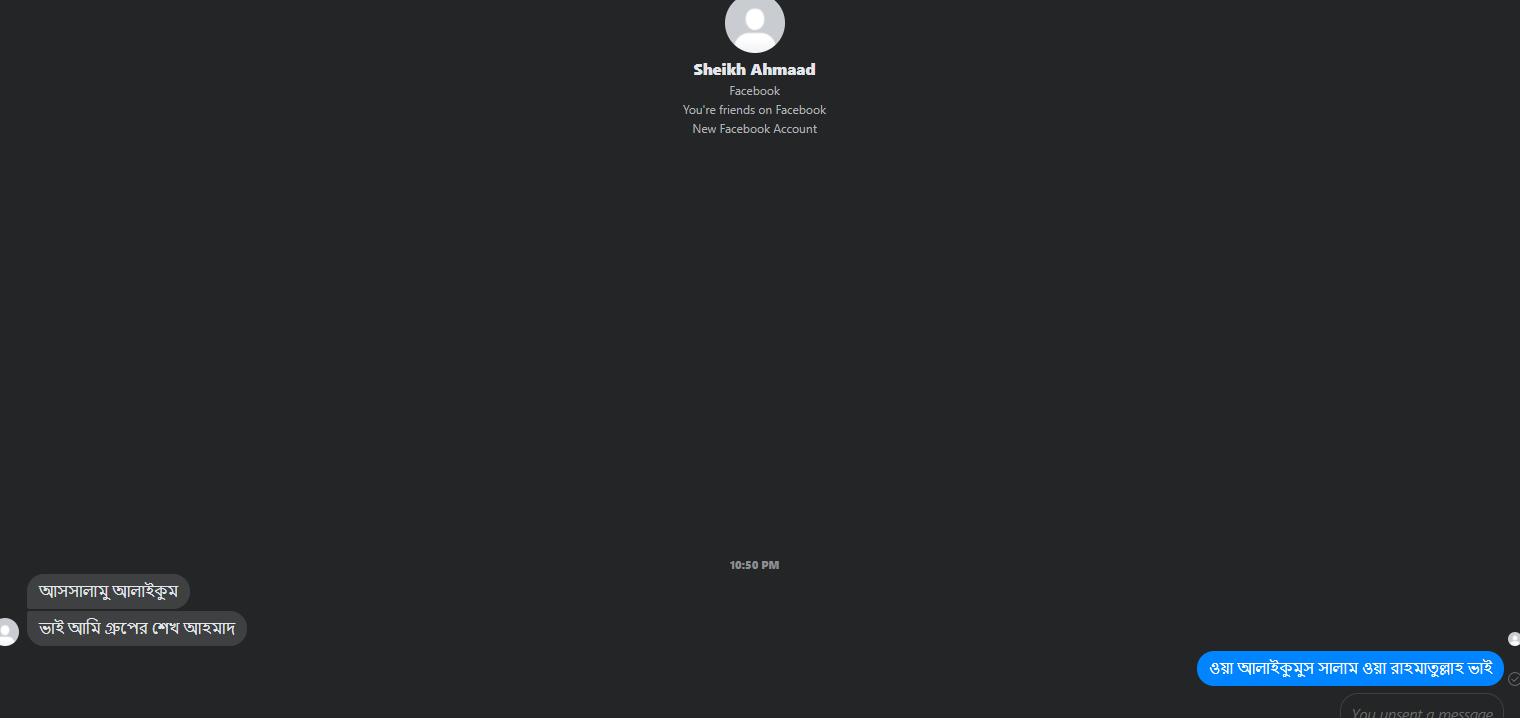 Sheikh Ahmaad
Facebook
You're friends on Facebook
New Facebook Account
10:50 PM
আসসালামু আলাইকুম
ভাই আমি গ্রুপের শেখ আহমাদ
ওয়া আলাইকুমুস সালাম ওয়া রাহমাতুল্লাহ ভাই
You unsent a message